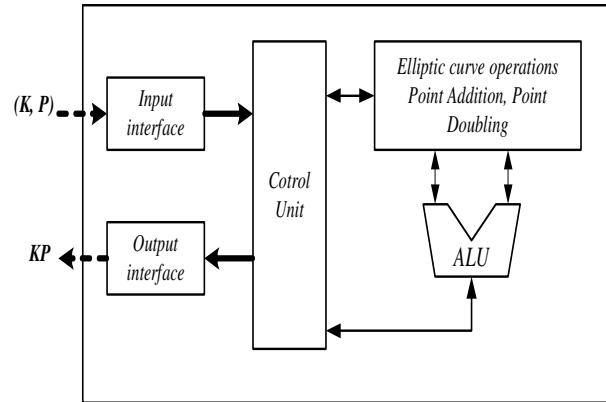 (K, P)
Input
interface
Cotrol
Unit
Elliptic curve operations
Point Addition, Point
Doubling
ALU
KP
Output
interface